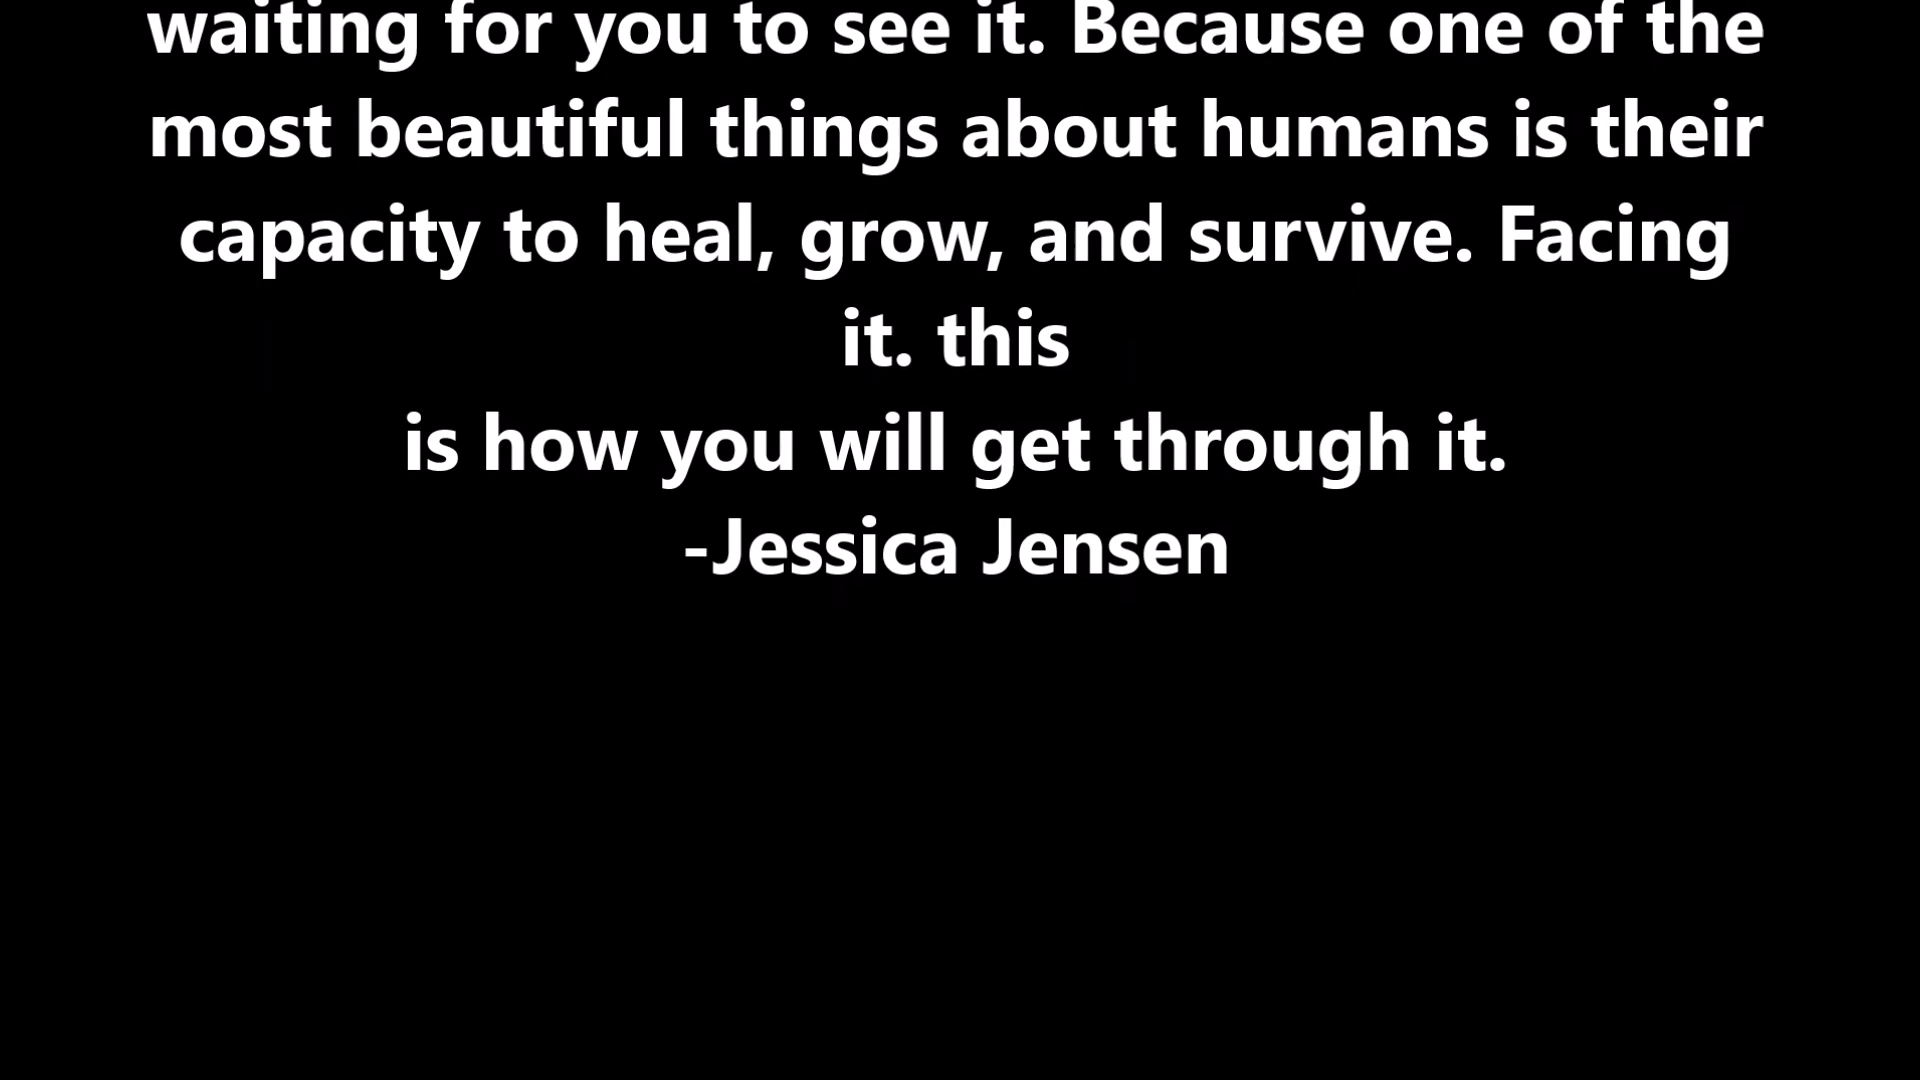 waiting for you to see it. Because one of the
most beautiful things about humans is their
capacity to heal, grow, and survive. Facing
it. this
is how you will get through it.
-Jessica Jensen